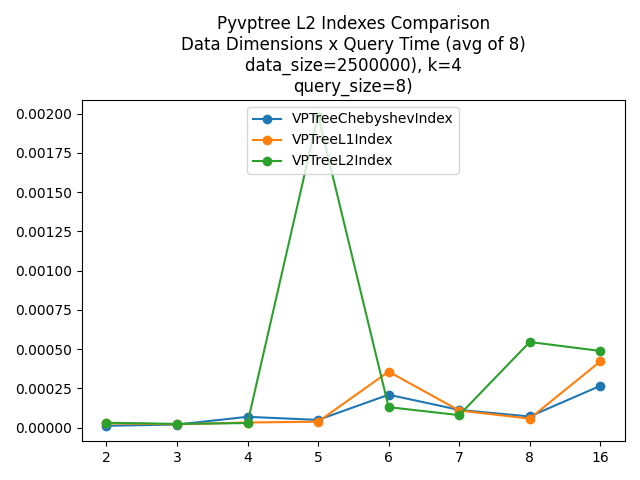 Pyvptree L2 Indexes Comparison
Data Dimensions x Query Time (avg of 8)
data_size=2500000), k=4
query_size=8)
VPTreeChebyshevIndex
VPTreeL1Index
VPTreeL2Index
0.00200
0.00175
0.00150
0.00125
0.00100
0.00075
0.00050
0.00025
0.00000
2 3 4 5 6 7 8 16